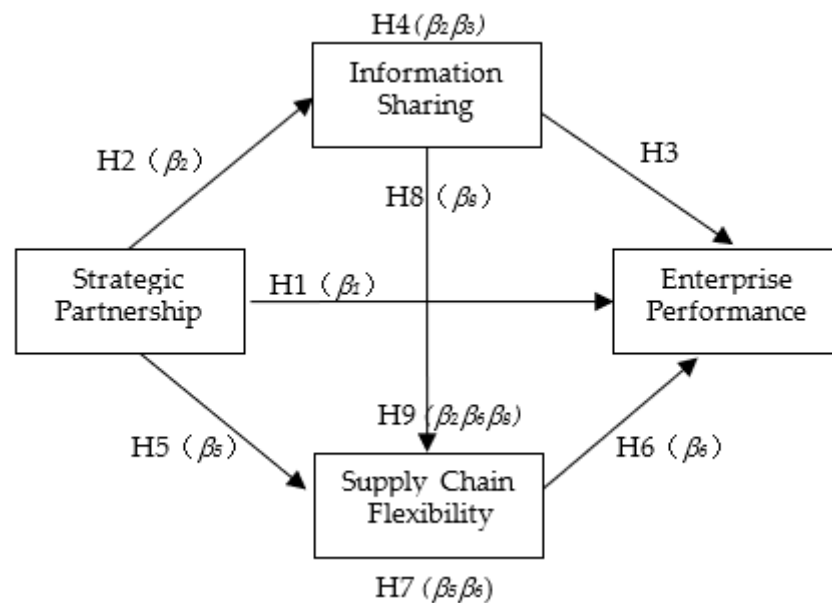 H4 (β₂β₃)
Information
Sharing
H2 (β₂)
H3
H8 (β₈)
Strategic
Partnership
H1 (β₁)
Enterprise
Performance
H9 (β₂β₆β₈)
H5 (β₅)
H6 (β₆)
Supply Chain
Flexibility
H7 (β₅β₆)